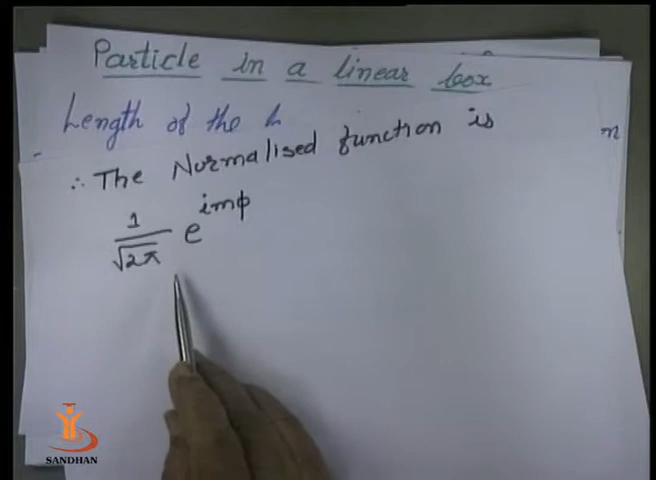 Particle in a linear box
Length of the
∴ The Normalised function is
n
1/√2π e^imφ
SANDHAN